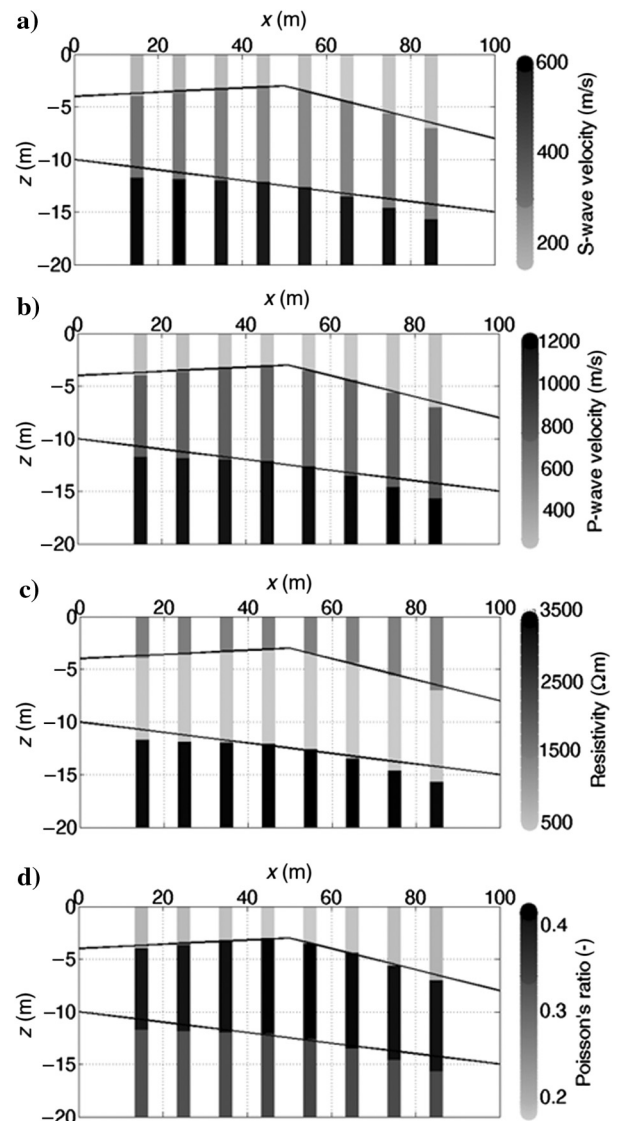 a)
x (m)
0 20 40 60 80 100
0
−5
−10
−15
−20
z (m)
600
400
200
S-wave velocity (m/s)
b)
x (m)
0 20 40 60 80 100
0
−5
−10
−15
−20
z (m)
1200
1000
800
600
400
P-wave velocity (m/s)
c)
x (m)
0 20 40 60 80 100
0
−5
−10
−15
−20
z (m)
3500
2500
1500
500
Resistivity (Ωm)
d)
x (m)
0 20 40 60 80 100
0
−5
−10
−15
−20
z (m)
0.4
0.3
0.2
Poisson's ratio (-)